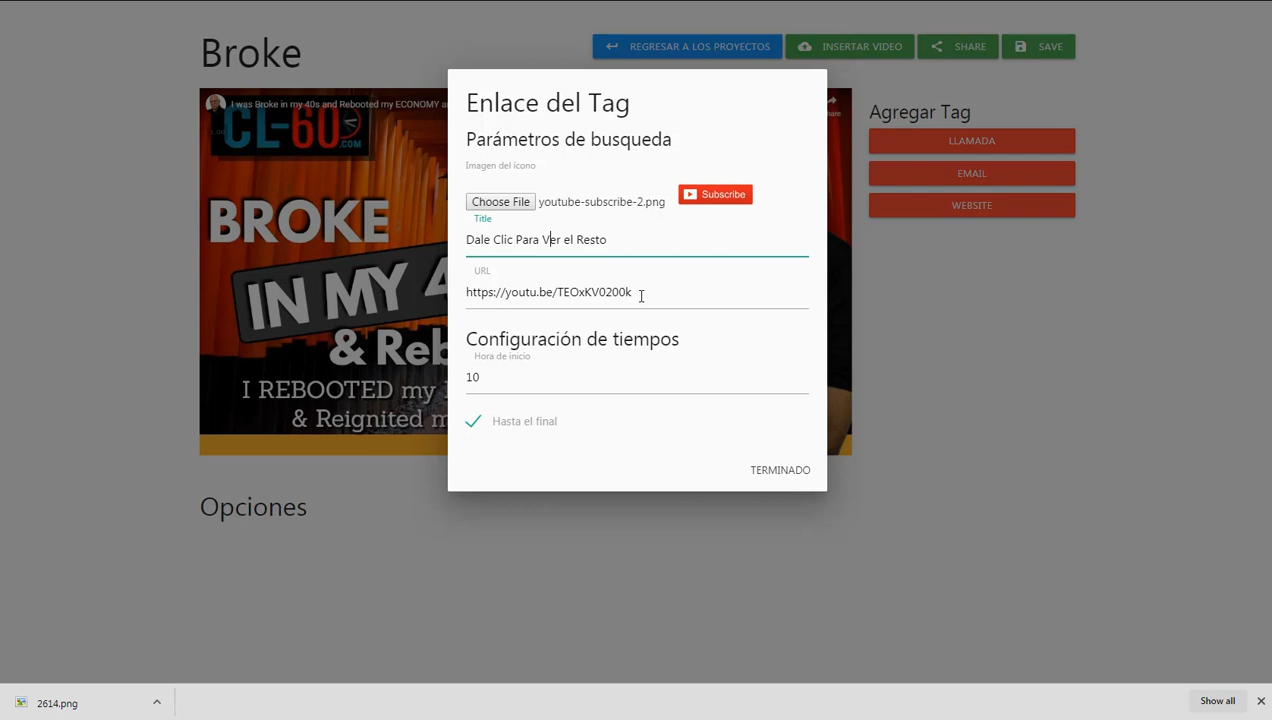 Broke
REGRESAR A LOS PROYECTOS
INSERTAR VIDEO
SHARE
SAVE
I was Broke in my 40s and Rebooted my ECONOMY a
CL-60
.COM
BROKE
IN MY 4
& Reb
I REBOOTED my
& Reignited m
Enlace del Tag
Parámetros de busqueda
Imagen del ícono
Choose File youtube-subscribe-2.png
Subscribe
Title
Dale Clic Para Ver el Resto
URL
https://youtu.be/TEOxKV0200k
Configuración de tiempos
Hora de inicio
10
Hasta el final
TERMINADO
Agregar Tag
LLAMADA
EMAIL
WEBSITE
Opciones
2614.png
Show all